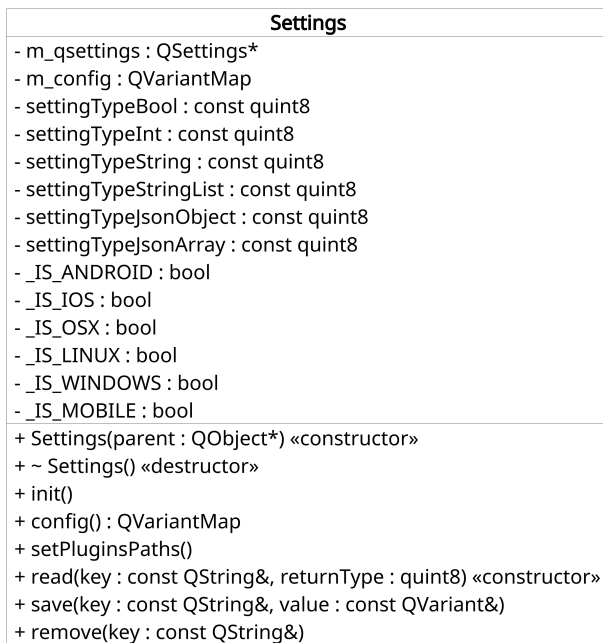 Settings
- m_qsettings : QSettings*
- m_config : QVariantMap
- settingTypeBool : const quint8
- settingTypeInt : const quint8
- settingTypeString : const quint8
- settingTypeStringList : const quint8
- settingTypeJsonObject : const quint8
- settingTypeJsonArray : const quint8
- _IS_ANDROID : bool
- _IS_IOS : bool
- _IS_OSX : bool
- _IS_LINUX : bool
- _IS_WINDOWS : bool
- _IS_MOBILE : bool
+ Settings(parent : QObject*) «constructor»
+ ~ Settings() «destructor»
+ init()
+ config() : QVariantMap
+ setPluginsPaths()
+ read(key : const QString&, returnType : quint8) «constructor»
+ save(key : const QString&, value : const QVariant&)
+ remove(key : const QString&)